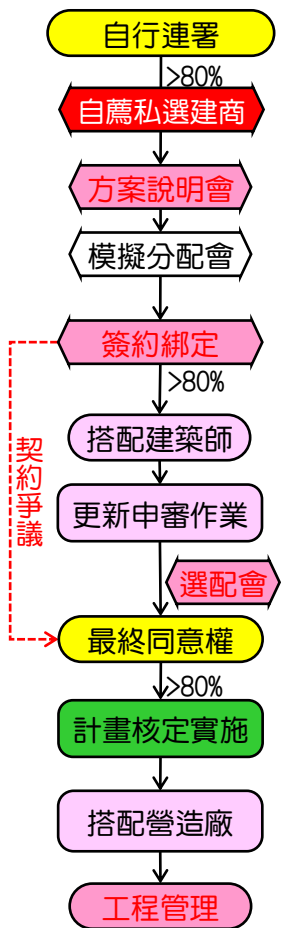 自行連署
>80%
自薦私選建商
方案說明會
模擬分配會
簽約綁定
>80%
契約爭議
搭配建築師
更新申審作業
選配會
最終同意權
>80%
計畫核定實施
搭配營造廠
工程管理